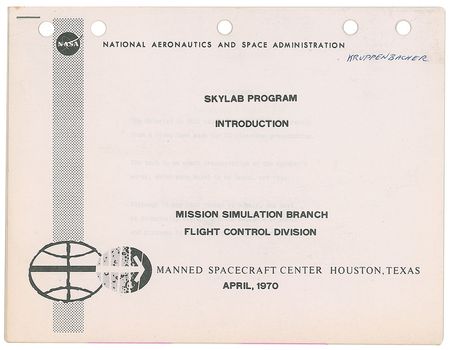 NASA
NATIONAL AERONAUTICS AND SPACE ADMINISTRATION
KRUPPENBACHER
SKYLAB PROGRAM
INTRODUCTION
MISSION SIMULATION BRANCH
FLIGHT CONTROL DIVISION
MANNED SPACECRAFT CENTER HOUSTON, TEXAS
APRIL, 1970